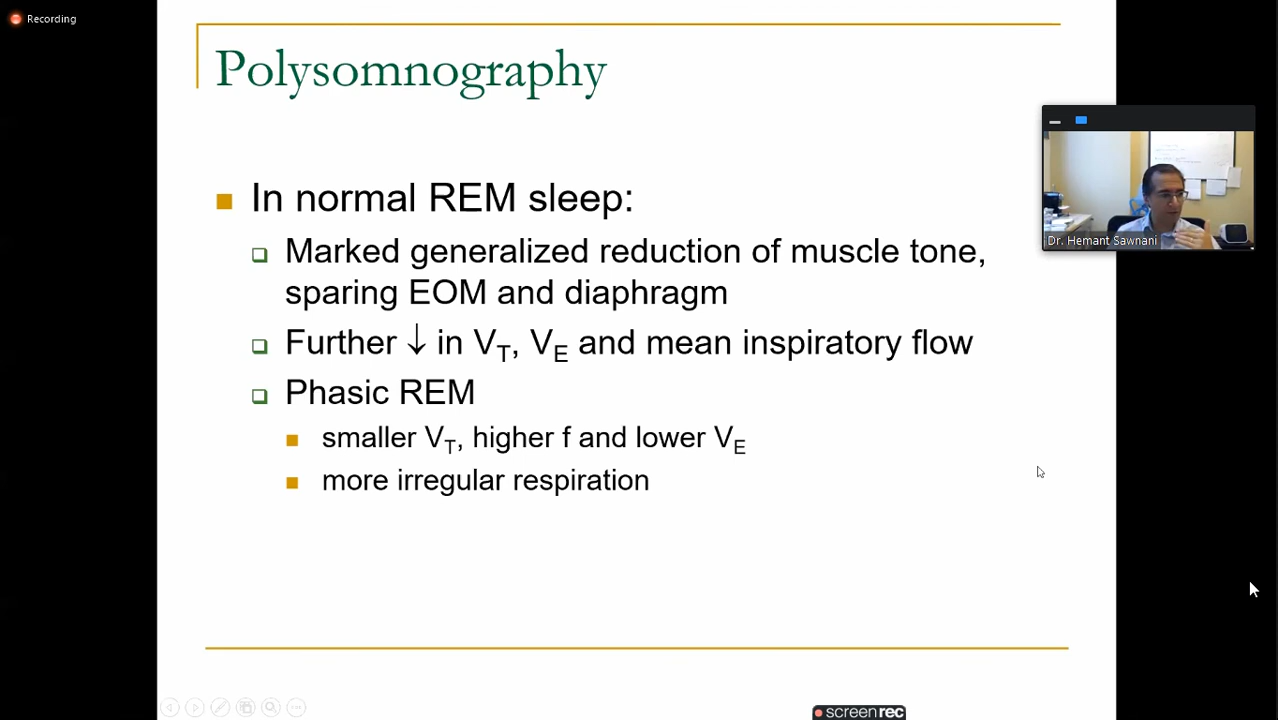 Recording
Polysomnography
In normal REM sleep:
Marked generalized reduction of muscle tone,
sparing EOM and diaphragm
Further ↓ in VT, VE and mean inspiratory flow
Phasic REM
smaller VT, higher f and lower VE
more irregular respiration
Dr. Hemant Sawnani
screenrec